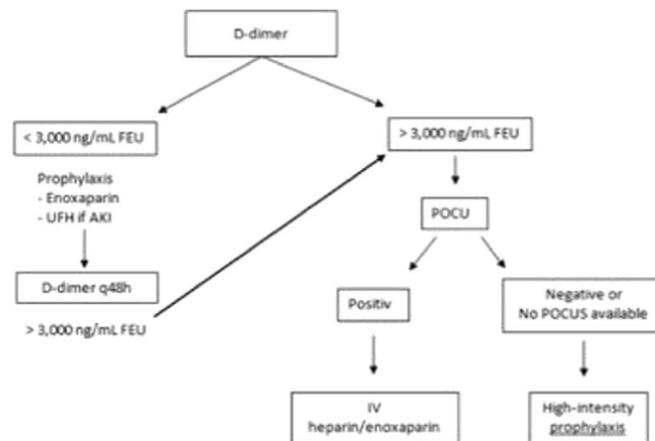 D-dimer
< 3,000 ng/mL FEU
> 3,000 ng/mL FEU
Prophylaxis
- Enoxaparin
- UFH if AKI
POCU
D-dimer q48h
> 3,000 ng/mL FEU
Positiv
Negative or
No POCUS available
IV
heparin/enoxaparin
High-intensity
prophylaxis